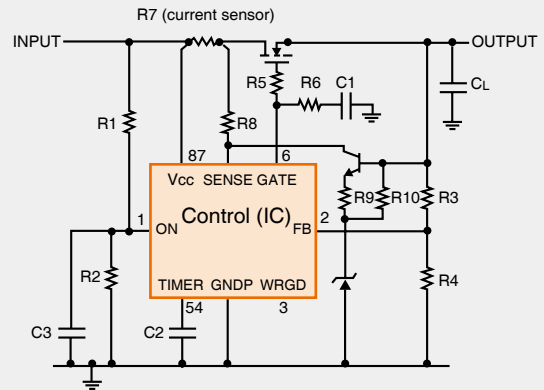 R7 (current sensor)
INPUT
OUTPUT
R5
R6
C1
CL
R1
R8
87
6
Vcc SENSE GATE
R9
R10
R3
Control (IC)
1
ON
2
FB
R2
R4
TIMER GNDP WRGD
54
3
C3
C2